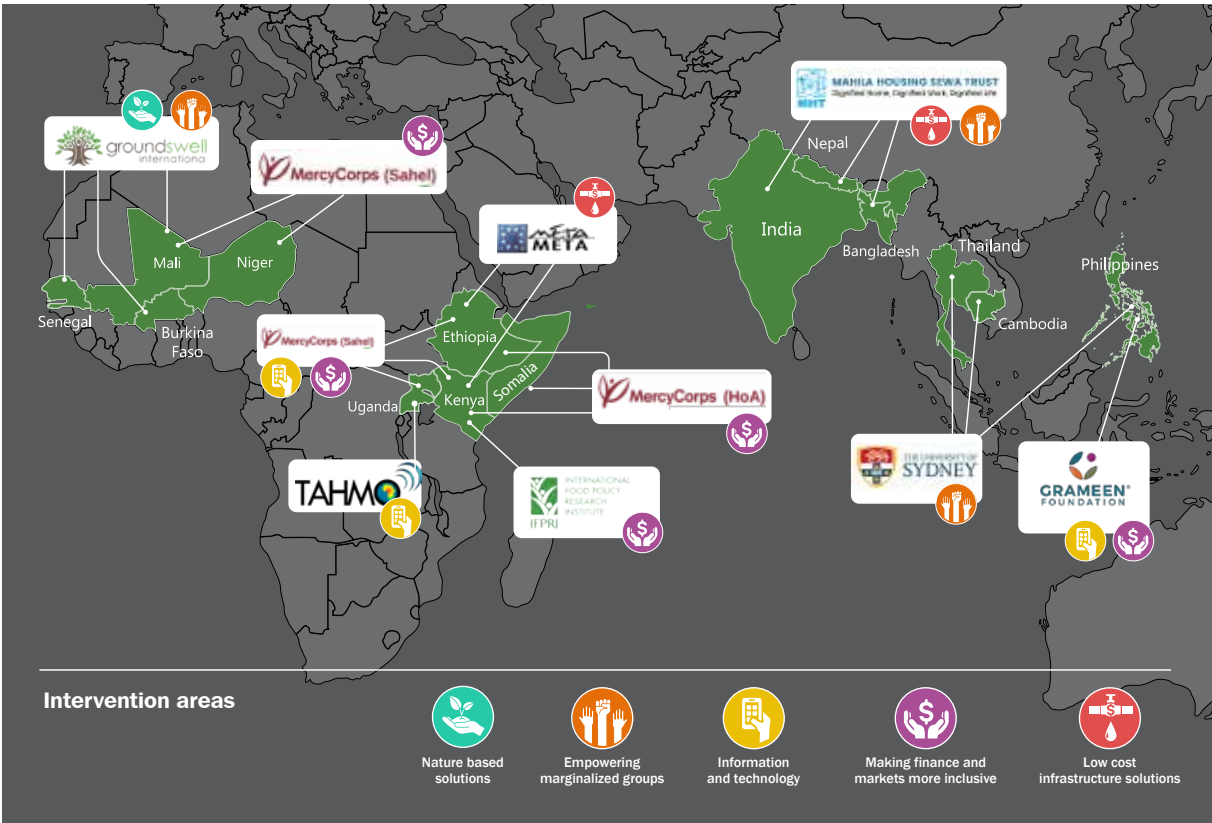 MAHILA HOUSING SEWA TRUST
Dignified Home, Dignified Work, Dignified Life
MHT
groundswell
internationa
MercyCorps (Sahel)
Nepal
META
META
India
Bangladesh
Thailand
Philippines
Mali
Niger
Senegal
Burkina
Faso
Ethiopia
Cambodia
MercyCorps (Sahel)
Somalia
Uganda
Kenya
MercyCorps (HoA)
THE UNIVERSITY OF
SYDNEY
TAHMO
INTERNATIONAL
FOOD POLICY
RESEARCH
INSTITUTE
IFPRI
GRAMEEN
FOUNDATION
Intervention areas
Nature based
solutions
Empowering
marginalized groups
Information
and technology
Making finance and
markets more inclusive
Low cost
infrastructure solutions